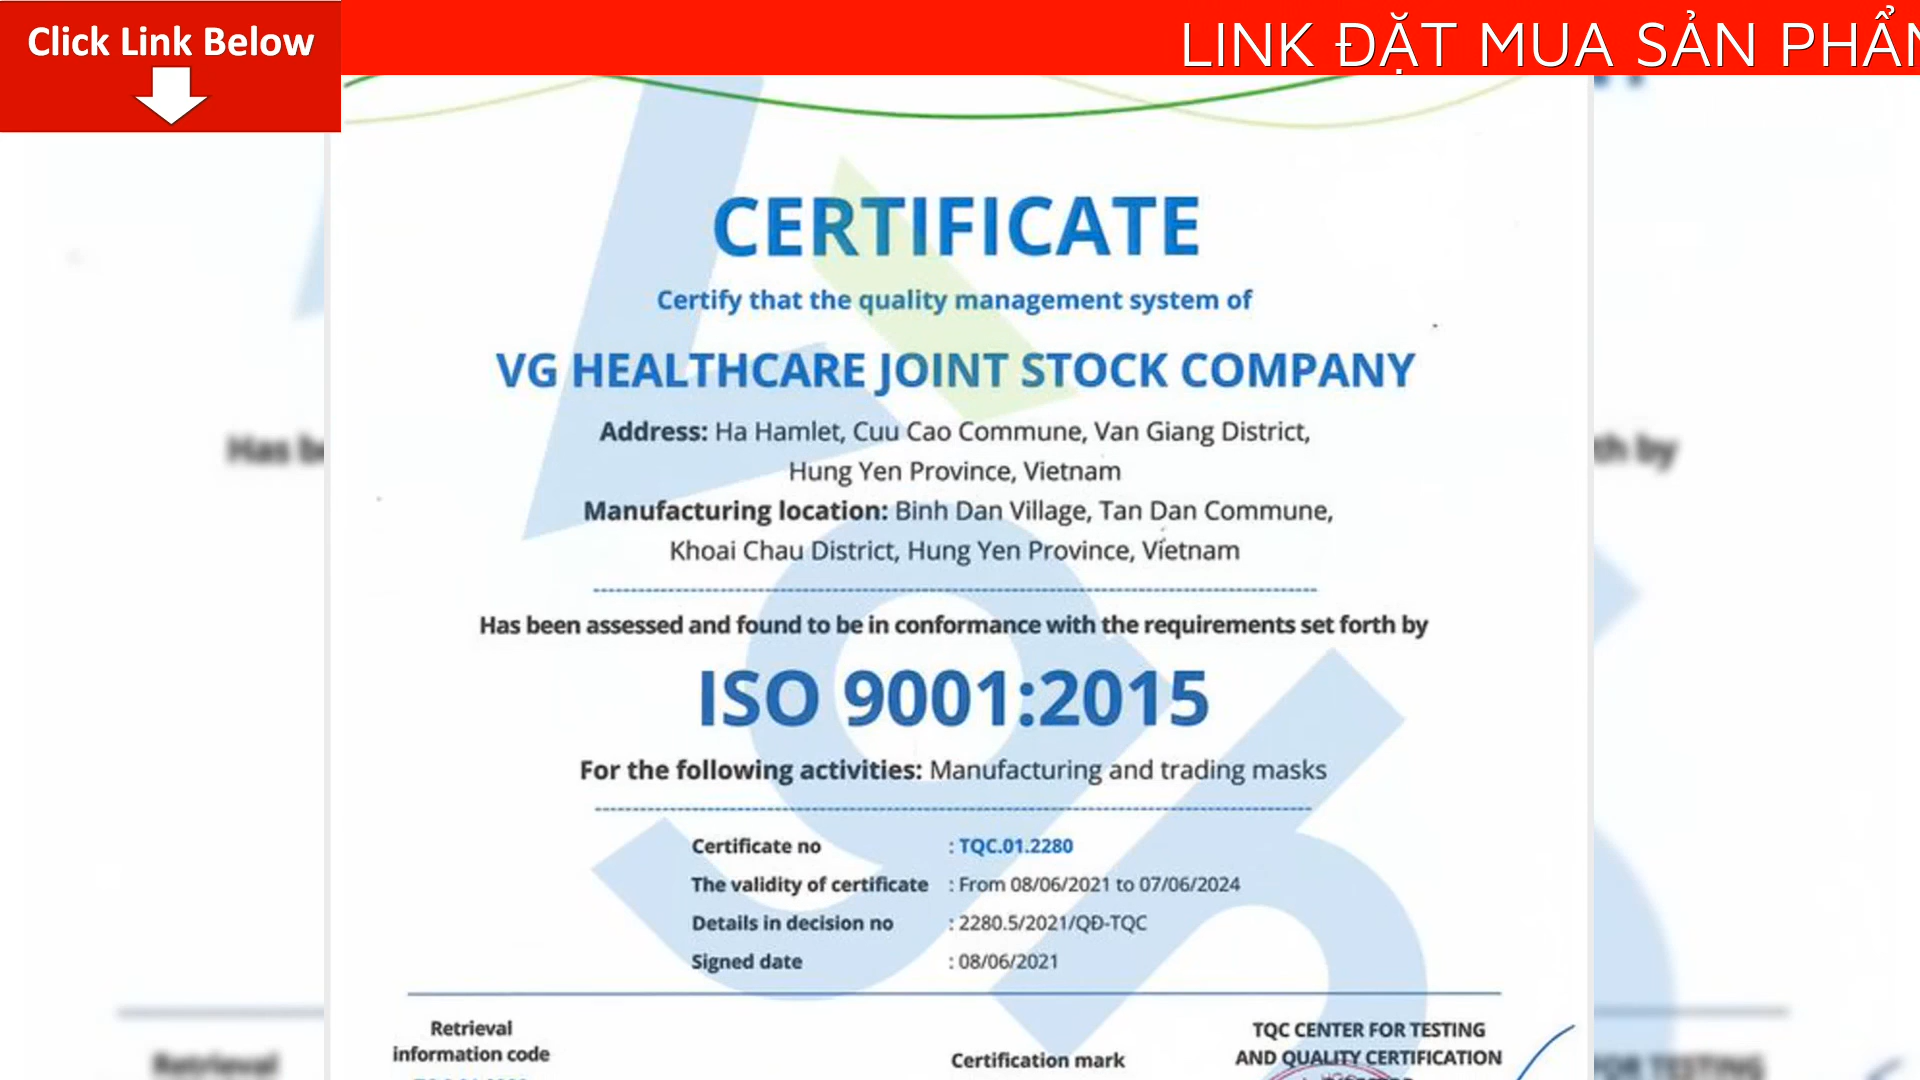 Click Link Below
LINK ĐẶT MUA SẢN PHẨ
CERTIFICATE
Certify that the quality management system of
VG HEALTHCARE JOINT STOCK COMPANY
Address: Ha Hamlet, Cuu Cao Commune, Van Giang District,
Hung Yen Province, Vietnam
Manufacturing location: Binh Dan Village, Tan Dan Commune,
Khoai Chau District, Hung Yen Province, Vietnam
Has been assessed and found to be in conformance with the requirements set forth by
ISO 9001:2015
For the following activities: Manufacturing and trading masks
Certificate no : TQC.01.2280
The validity of certificate : From 08/06/2021 to 07/06/2024
Details in decision no : 2280.5/2021/QĐ-TQC
Signed date : 08/06/2021
Retrieval
information code
Certification mark
TQC CENTER FOR TESTING
AND QUALITY CERTIFICATION